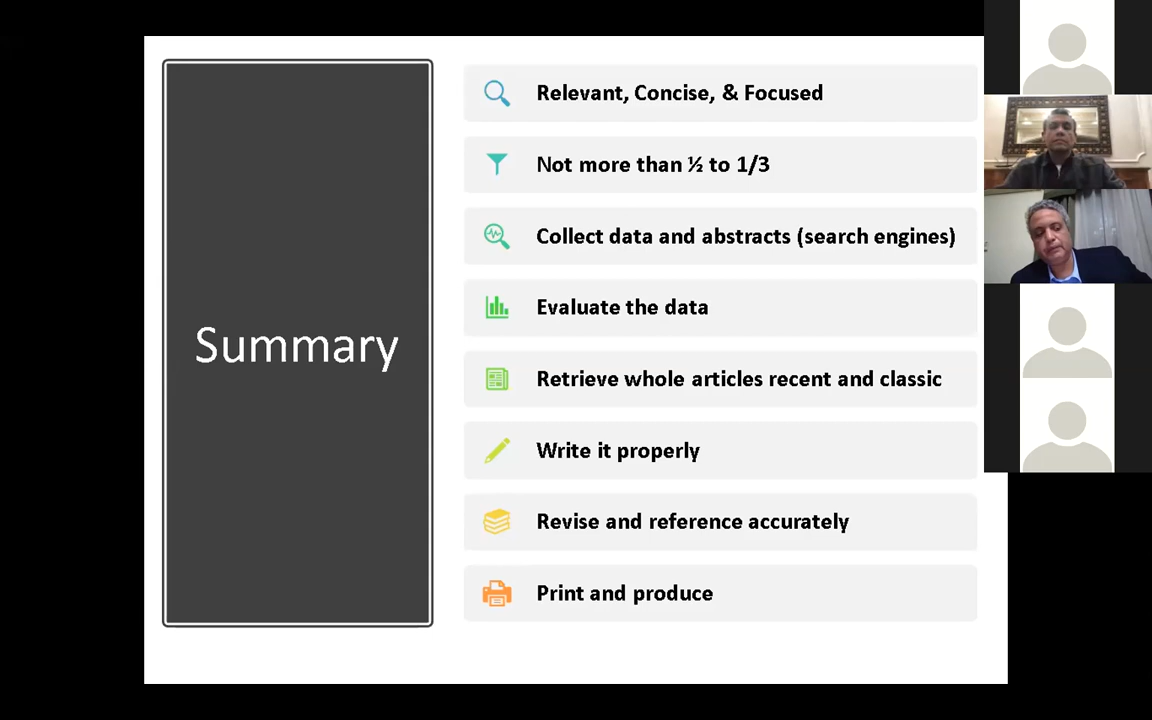 Summary
Relevant, Concise, & Focused
Not more than ½ to 1/3
Collect data and abstracts (search engines)
Evaluate the data
Retrieve whole articles recent and classic
Write it properly
Revise and reference accurately
Print and produce